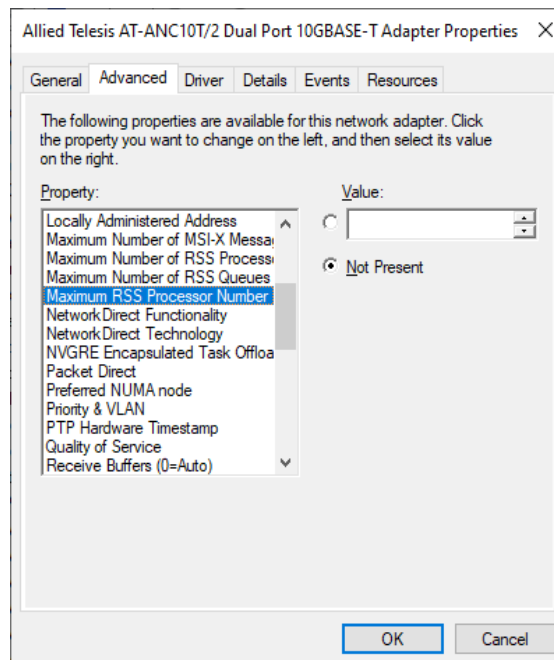 Allied Telesis AT-ANC10T/2 Dual Port 10GBASE-T Adapter Properties
General Advanced Driver Details Events Resources
The following properties are available for this network adapter. Click
the property you want to change on the left, and then select its value
on the right.
Property:
Value:
Locally Administered Address
Maximum Number of MSI-X Messag
Maximum Number of RSS Processo
Maximum Number of RSS Queues
Maximum RSS Processor Number
NetworkDirect Functionality
NetworkDirect Technology
NVGRE Encapsulated Task Offloa
Packet Direct
Preferred NUMA node
Priority & VLAN
PTP Hardware Timestamp
Quality of Service
Receive Buffers (0=Auto)
Not Present
OK Cancel